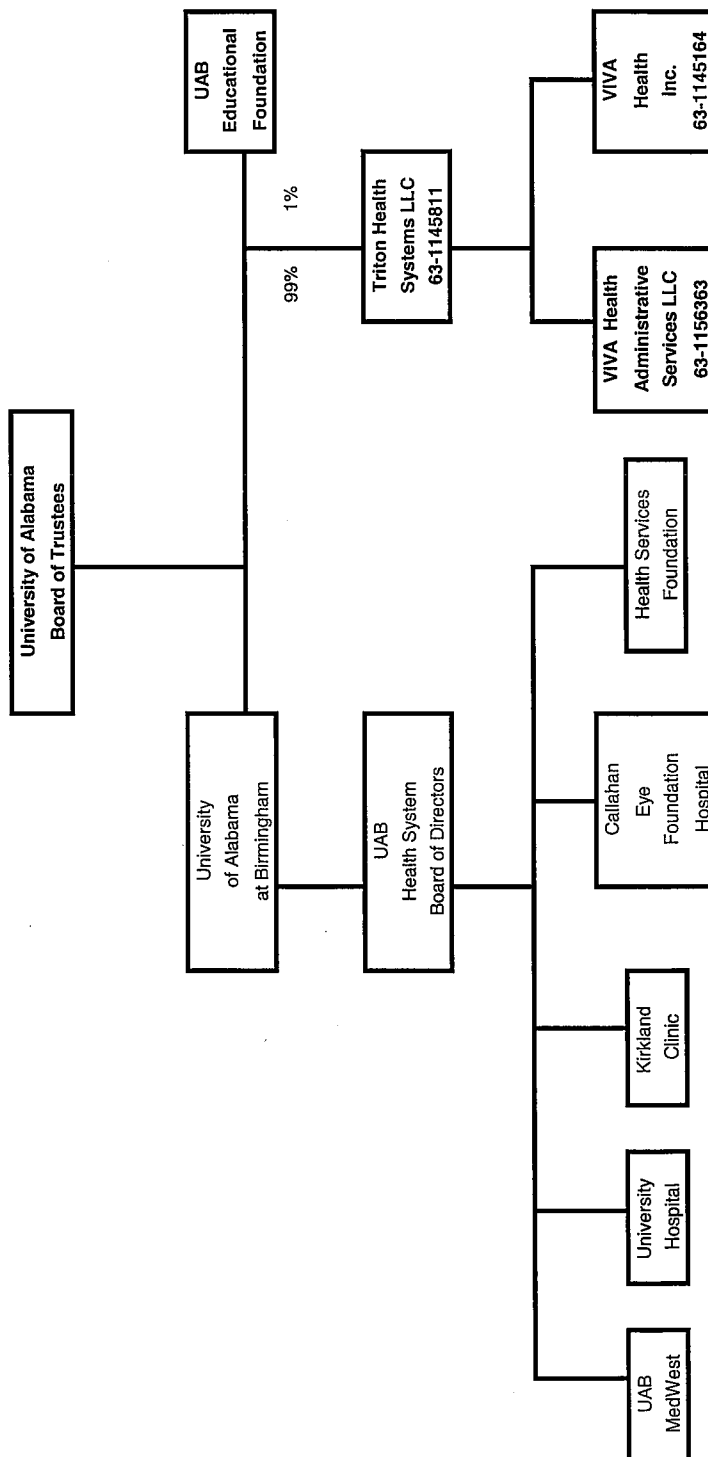 University of Alabama
Board of Trustees
University
of Alabama
at Birmingham
UAB
Educational
Foundation
99%
1%
UAB
Health System
Board of Directors
Triton Health
Systems LLC
63-1145811
UAB
MedWest
University
Hospital
Kirkland
Clinic
Callahan
Eye
Foundation
Hospital
Health Services
Foundation
VIVA Health
Administrative
Services LLC
63-1156363
VIVA
Health
Inc.
63-1145164